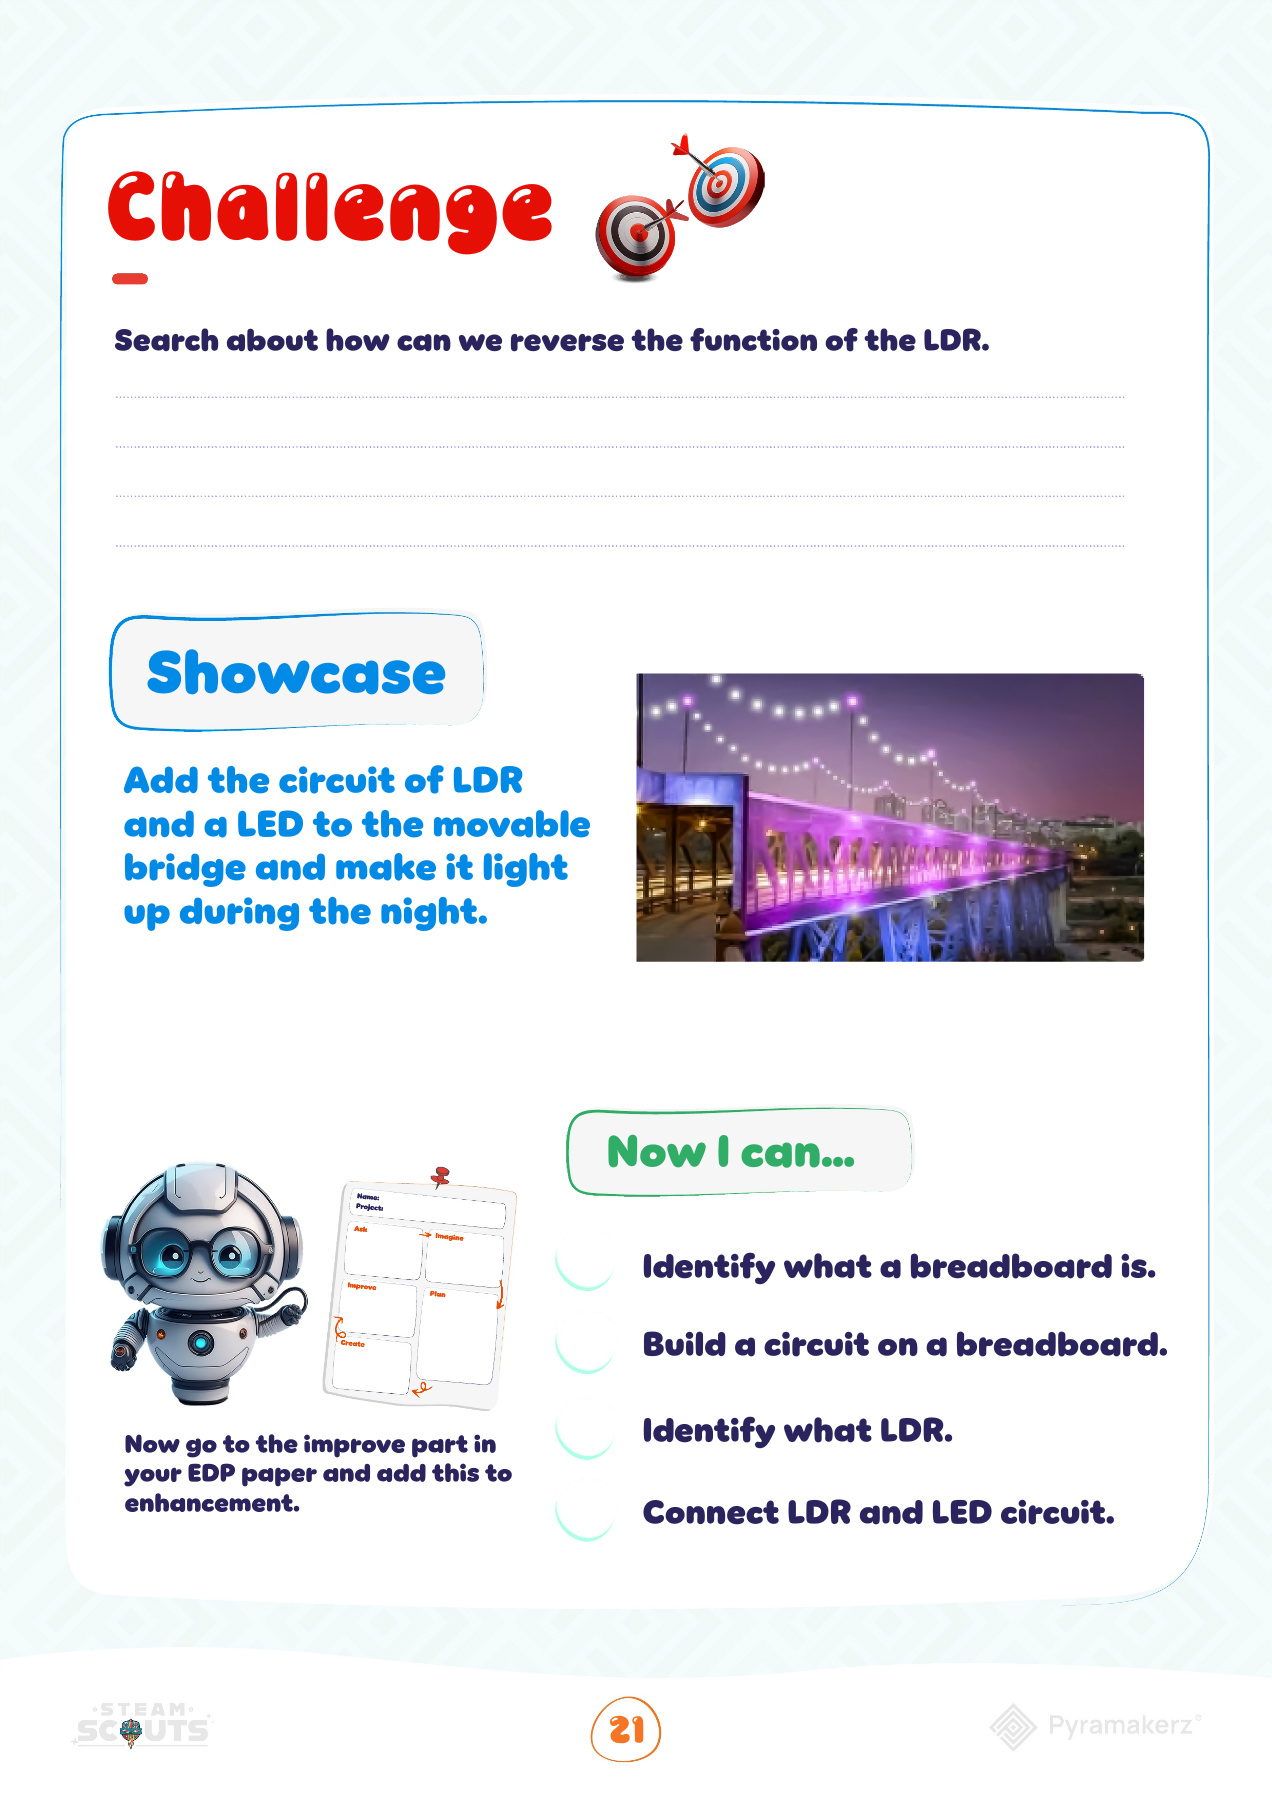 Challenge
Search about how can we reverse the function of the LDR.
Showcase
Add the circuit of LDR
and a LED to the movable
bridge and make it light
up during the night.
Name:
Project:
Ask
Imagine
Improve
Plan
Create
Now go to the improve part in
your EDP paper and add this to
enhancement.
Now I can...
Identify what a breadboard is.
Build a circuit on a breadboard.
Identify what LDR.
Connect LDR and LED circuit.
STEAM
SCOUTS
21
Pyramakerz